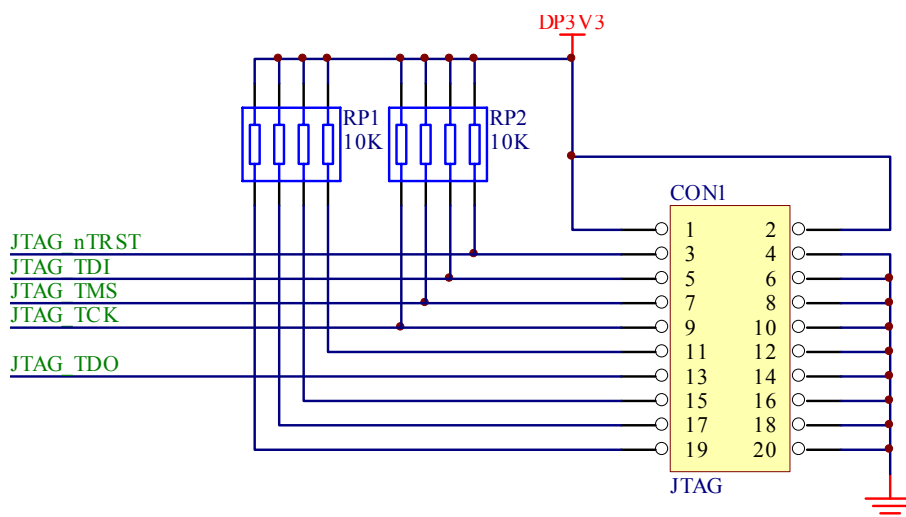 DP3V3
RP1
10K
RP2
10K
CON1
JTAG_nTRST
JTAG_TDI
JTAG_TMS
JTAG_TCK
JTAG_TDO
1 2
3 4
5 6
7 8
9 10
11 12
13 14
15 16
17 18
19 20
JTAG